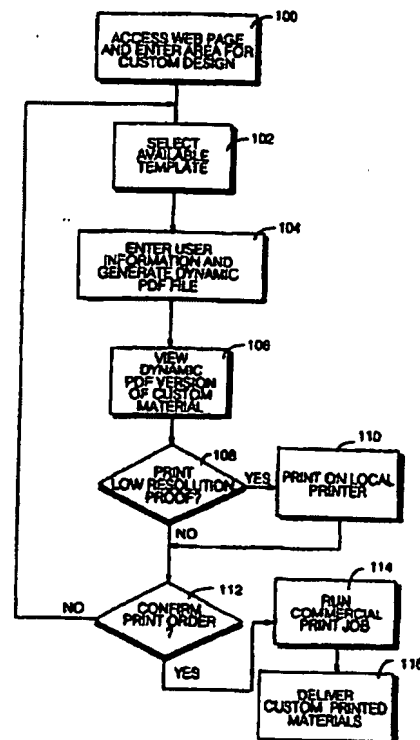 100
ACCESS WEB PAGE
AND ENTER AREA FOR
CUSTOM DESIGN
102
SELECT
AVAILABLE
TEMPLATE
104
ENTER USER
INFORMATION AND
GENERATE DYNAMIC
PDF FILE
106
VIEW
DYNAMIC
PDF VERSION
OF CUSTOM
MATERIAL
108
PRINT
LOW RESOLUTION
PROOF?
YES
110
PRINT ON LOCAL
PRINTER
NO
112
CONFIRM
PRINT ORDER
?
NO
YES
114
RUN
COMMERCIAL
PRINT JOB
116
DELIVER
CUSTOM PRINTED
MATERIALS